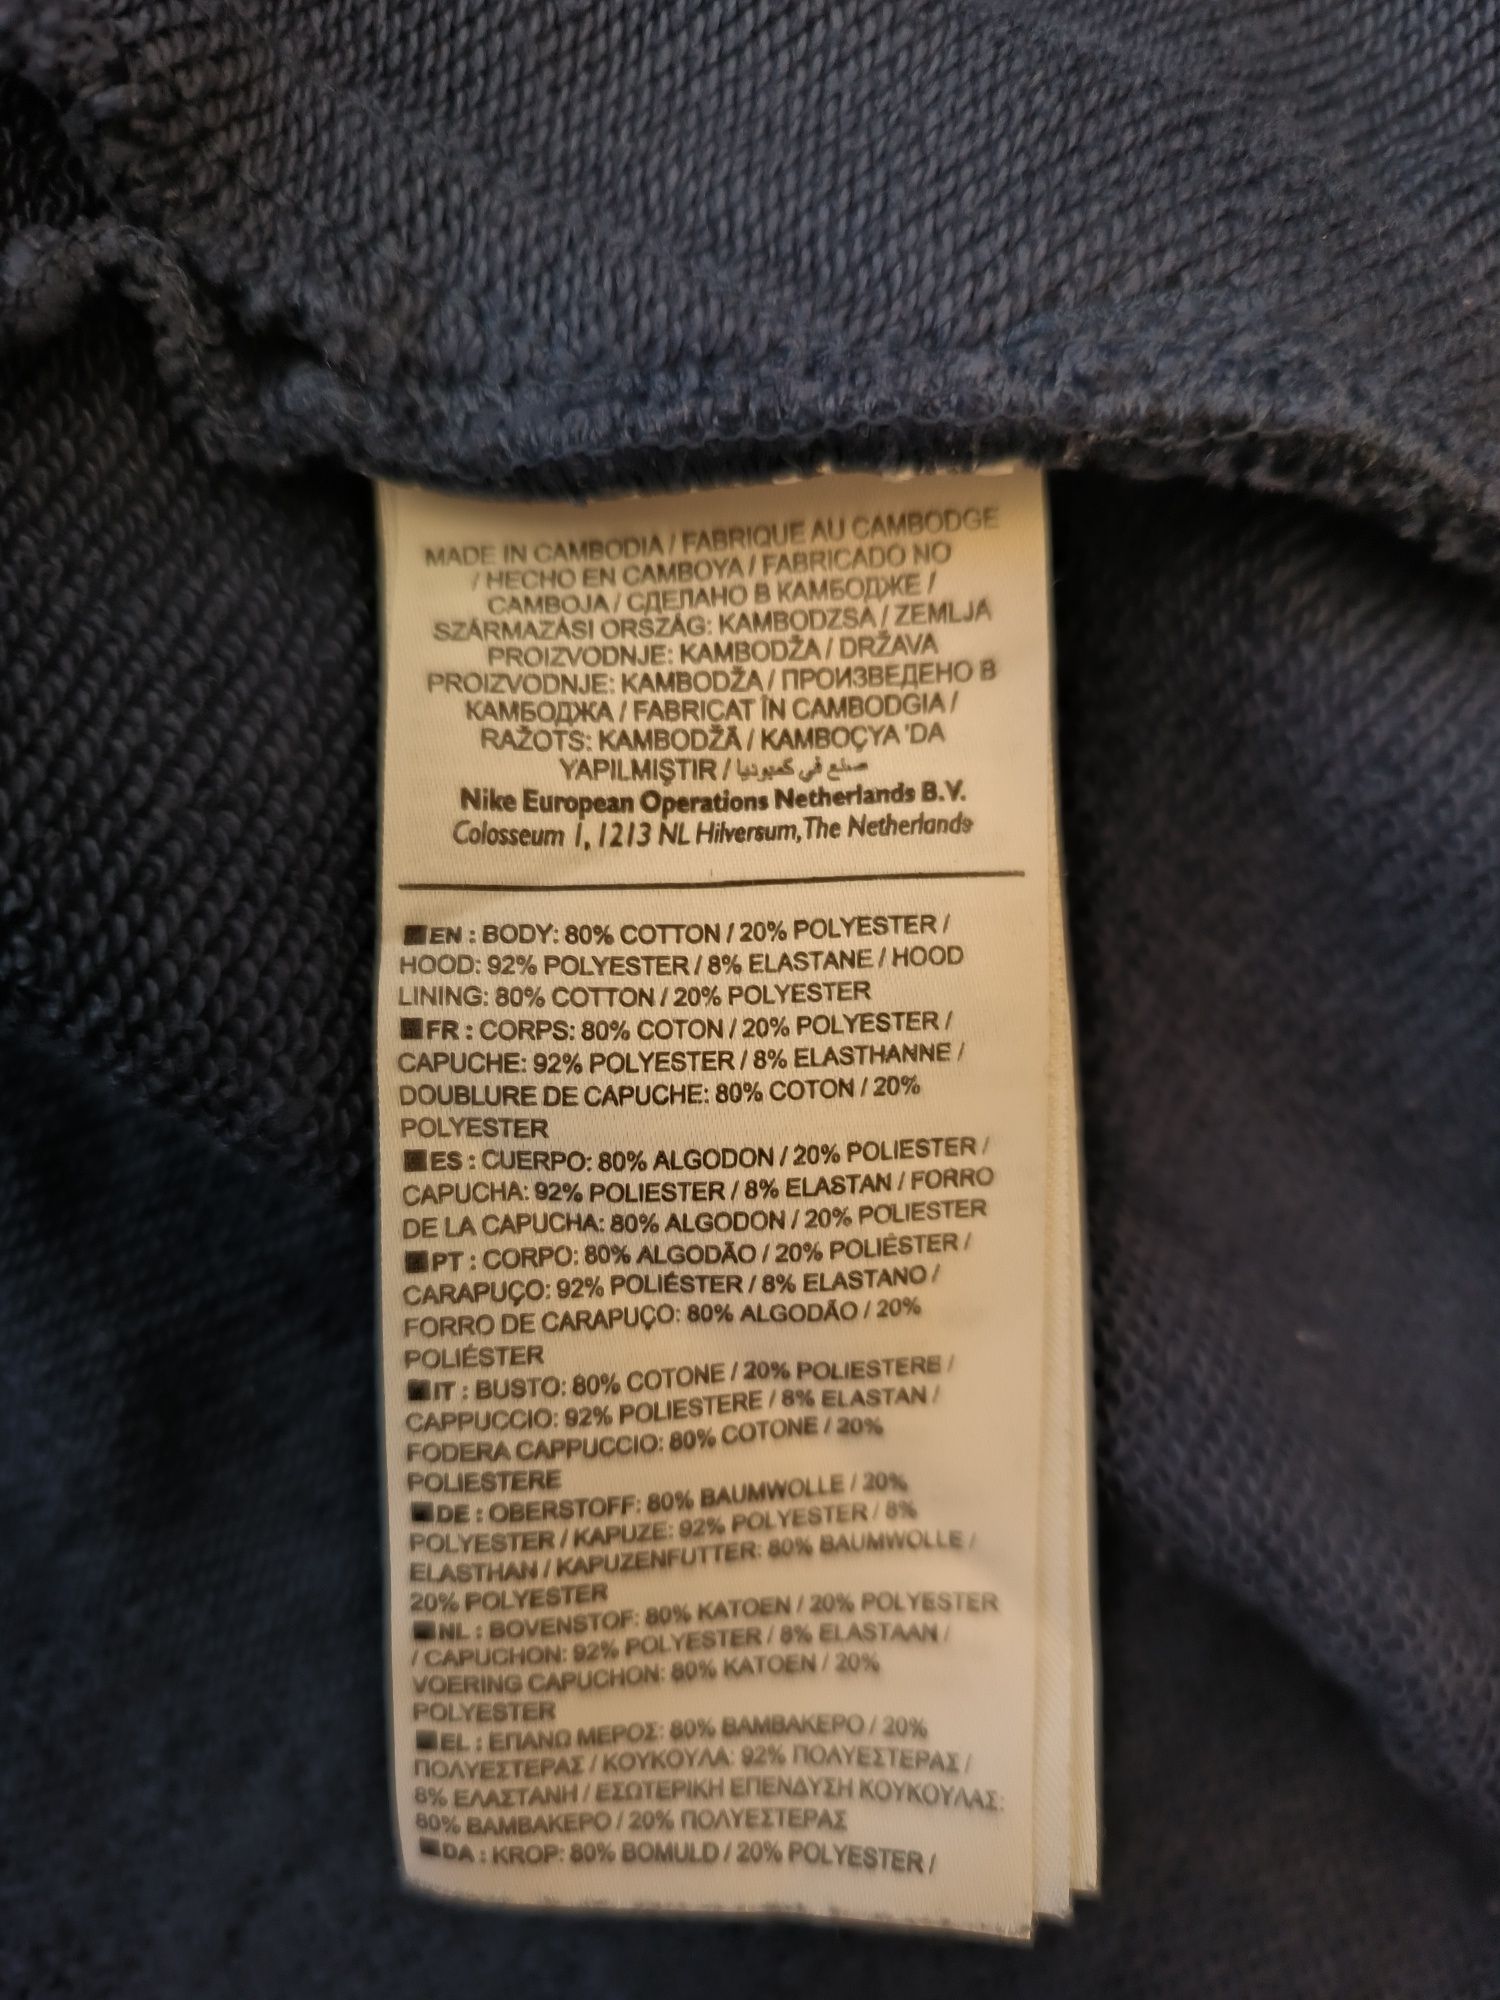 MADE IN CAMBODIA / FABRIQUE AU CAMBODGE
/ HECHO EN CAMBOYA / FABRICADO NO
CAMBOJA / СДЕЛАНО В КАМБОДЖЕ /
SZÁRMAZÁSI ORSZÁG: KAMBODZSA / ZEMLJA
PROIZVODNJE: KAMBODŽA / DRŽAVA
PROIZVODNJE: KAMBODŽA / ПРОИЗВЕДЕНО В
КАМБОДЖА / FABRICAT ÎN CAMBODGIA /
RAŽOTS: KAMBODŽĀ / KAMBOÇYA 'DA
YAPILMIŞTIR / صنع في كمبوديا
Nike European Operations Netherlands B.V.
Colosseum 1, 1213 NL Hilversum, The Netherlands
EN : BODY: 80% COTTON / 20% POLYESTER /
HOOD: 92% POLYESTER / 8% ELASTANE / HOOD
LINING: 80% COTTON / 20% POLYESTER
FR : CORPS: 80% COTON / 20% POLYESTER /
CAPUCHE: 92% POLYESTER / 8% ELASTHANNE /
DOUBLURE DE CAPUCHE: 80% COTON / 20%
POLYESTER
ES : CUERPO: 80% ALGODON / 20% POLIESTER /
CAPUCHA: 92% POLIESTER / 8% ELASTAN / FORRO
DE LA CAPUCHA: 80% ALGODON / 20% POLIESTER
PT : CORPO: 80% ALGODÃO / 20% POLIÉSTER /
CARAPUÇO: 92% POLIÉSTER / 8% ELASTANO /
FORRO DE CARAPUÇO: 80% ALGODÃO / 20%
POLIÉSTER
IT : BUSTO: 80% COTONE / 20% POLIESTERE /
CAPPUCCIO: 92% POLIESTERE / 8% ELASTAN /
FODERA CAPPUCCIO: 80% COTONE / 20%
POLIESTERE
DE : OBERSTOFF: 80% BAUMWOLLE / 20%
POLYESTER / KAPUZE: 92% POLYESTER / 8%
ELASTHAN / KAPUZENFUTTER: 80% BAUMWOLLE /
20% POLYESTER
NL : BOVENSTOF: 80% KATOEN / 20% POLYESTER
/ CAPUCHON: 92% POLYESTER / 8% ELASTAAN /
VOERING CAPUCHON: 80% KATOEN / 20%
POLYESTER
EL : ΕΠΑΝΩ ΜΕΡΟΣ: 80% ΒΑΜΒΑΚΕΡΟ / 20%
ΠΟΛΥΕΣΤΕΡΑΣ / ΚΟΥΚΟΥΛΑ: 92% ΠΟΛΥΕΣΤΕΡΑΣ /
8% ΕΛΑΣΤΑΝΗ / ΕΣΩΤΕΡΙΚΗ ΕΠΕΝΔΥΣΗ ΚΟΥΚΟΥΛΑΣ:
80% ΒΑΜΒΑΚΕΡΟ / 20% ΠΟΛΥΕΣΤΕΡΑΣ
DA : KROP: 80% BOMULD / 20% POLYESTER /